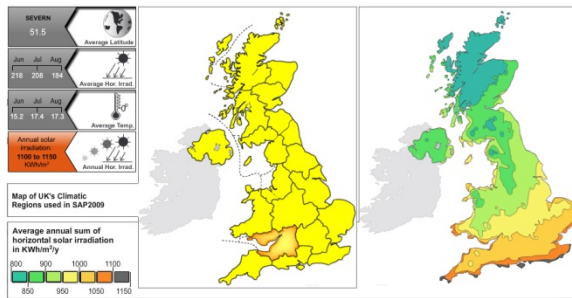 SEVERN
51.5
Average Latitude
Jun Jul Aug
218 208 184
Average Hor. Irrad.
Jun Jul Aug
15.2 17.4 17.3
Average Temp.
Annual solar
irradiation:
1100 to 1150
KWh/m²
Annual Hor. Irrad.
Map of UK's Climatic
Regions used in SAP2009
Average annual sum of
horizontal solar irradiation
in KWh/m²/y
800 900 1000 1100
850 950 1050 1150